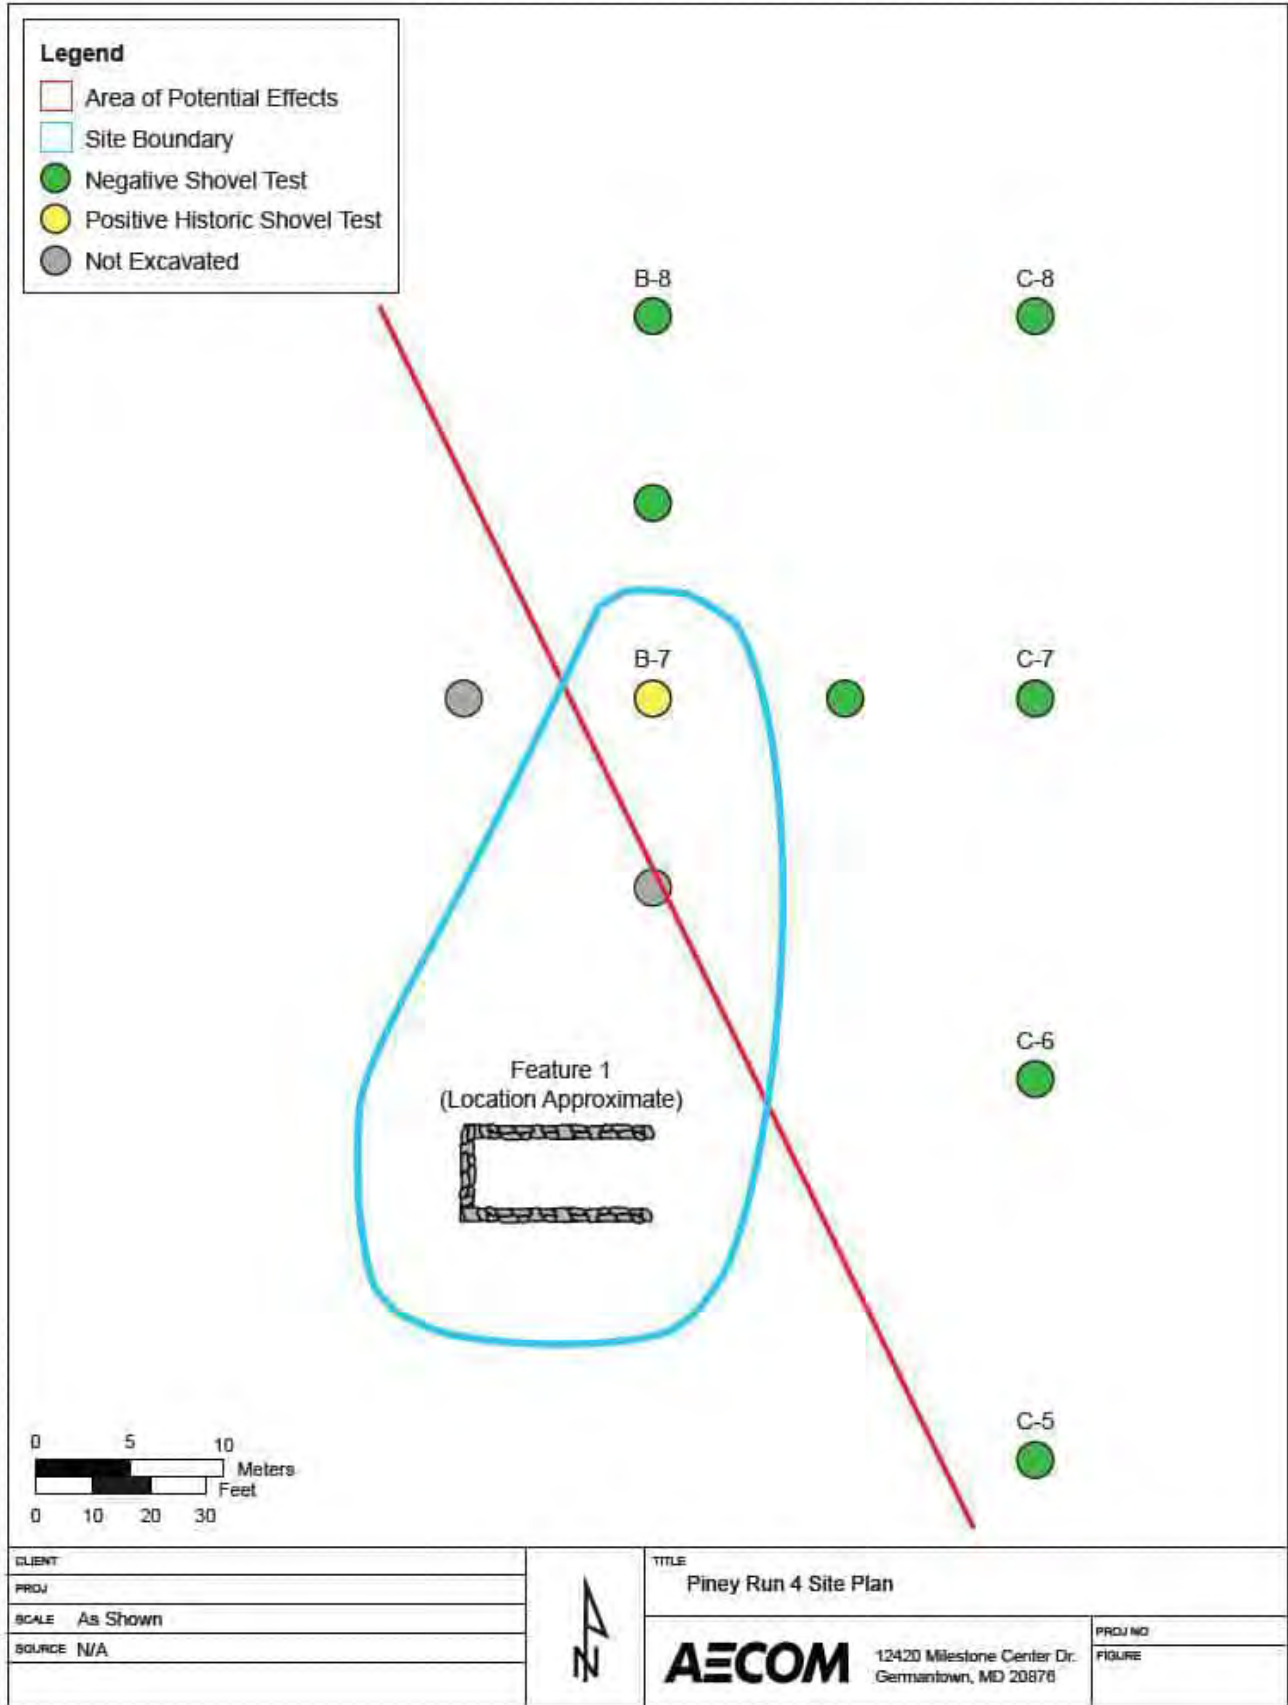 Legend
Area of Potential Effects
Site Boundary
Negative Shovel Test
Positive Historic Shovel Test
Not Excavated
B-8
C-8
B-7
C-7
C-6
Feature 1
(Location Approximate)
C-5
0 5 10
Meters
Feet
0 10 20 30
CLIENT
PROJ
SCALE As Shown
SOURCE N/A
N
TITLE
Piney Run 4 Site Plan
AECOM
12420 Milestone Center Dr.
Germantown, MD 20876
PROJ NO
FIGURE